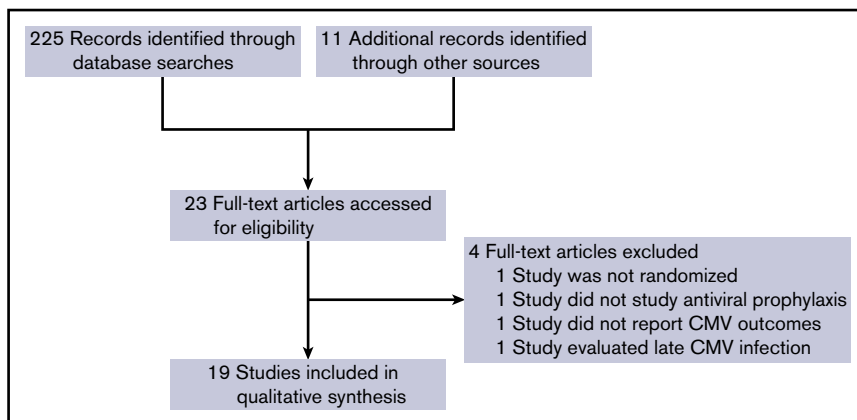 225 Records identified through
database searches
11 Additional records identified
through other sources
23 Full-text articles accessed
for eligibility
4 Full-text articles excluded
1 Study was not randomized
1 Study did not study antiviral prophylaxis
1 Study did not report CMV outcomes
1 Study evaluated late CMV infection
19 Studies included in
qualitative synthesis